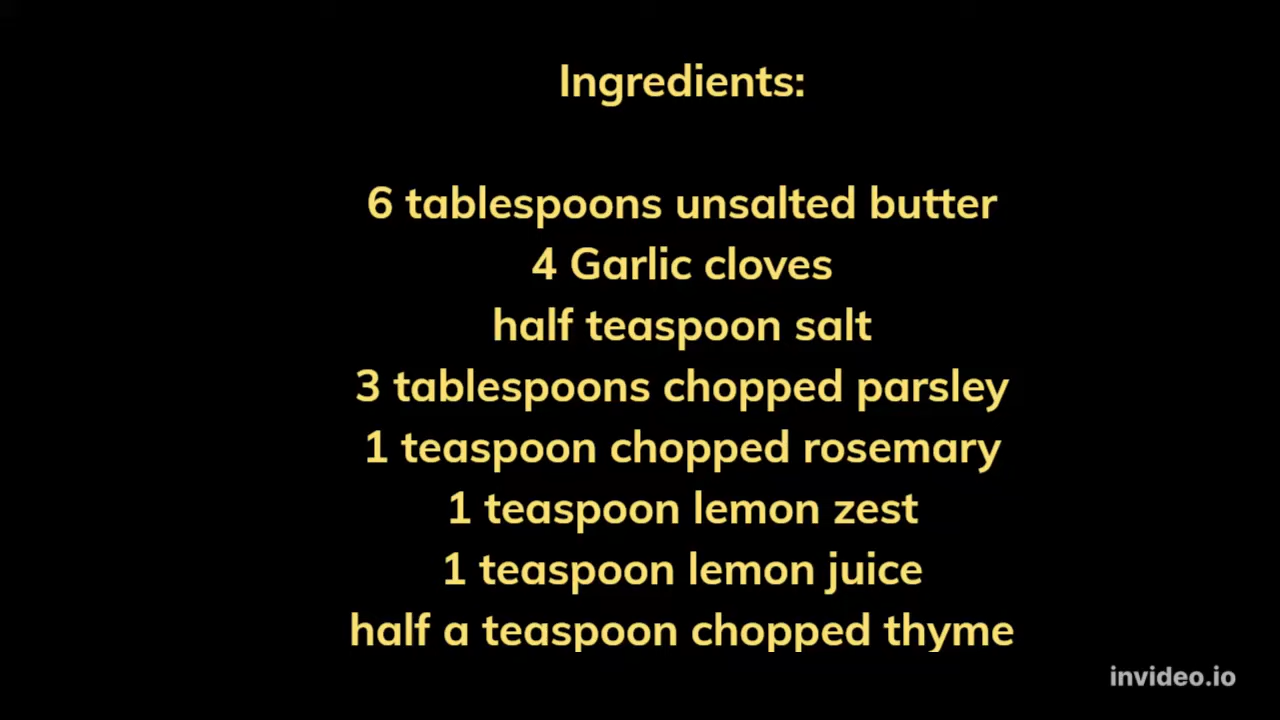 Ingredients:
6 tablespoons unsalted butter
4 Garlic cloves
half teaspoon salt
3 tablespoons chopped parsley
1 teaspoon chopped rosemary
1 teaspoon lemon zest
1 teaspoon lemon juice
half a teaspoon chopped thyme
invideo.io